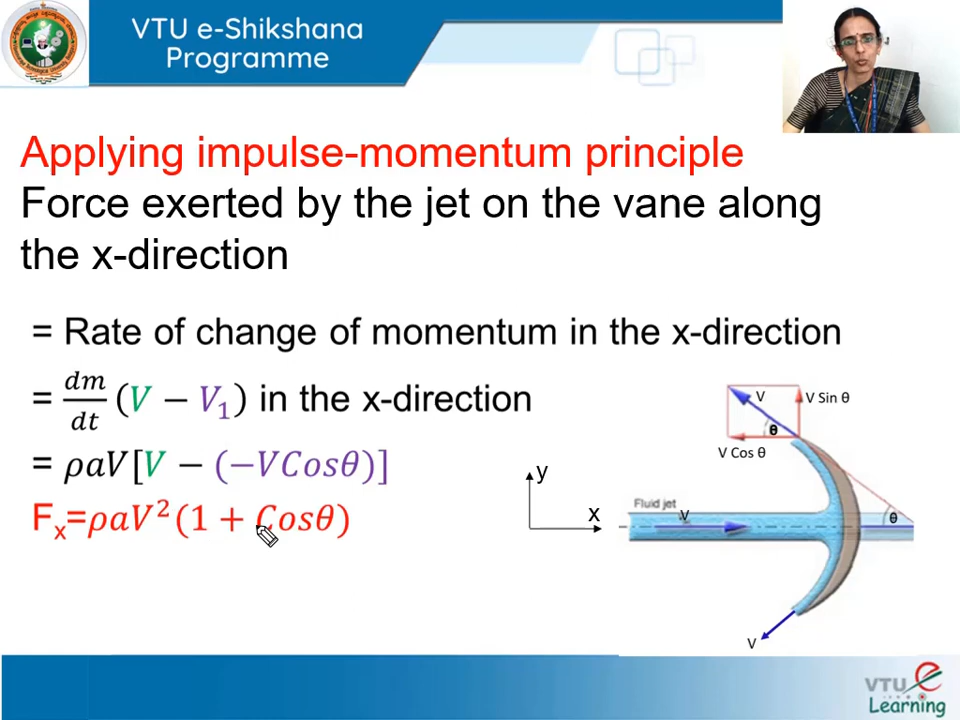 VTU e-Shikshana
Programme
Applying impulse-momentum principle
Force exerted by the jet on the vane along
the x-direction
= Rate of change of momentum in the x-direction
= dm/dt (V − V₁) in the x-direction
= ρaV[V − (−VCosθ)]
Fₓ=ρaV²(1 + Cosθ)
V
V Sin θ
θ
V Cos θ
y
x
Fluid jet
V
θ
V
VTU e
Learning